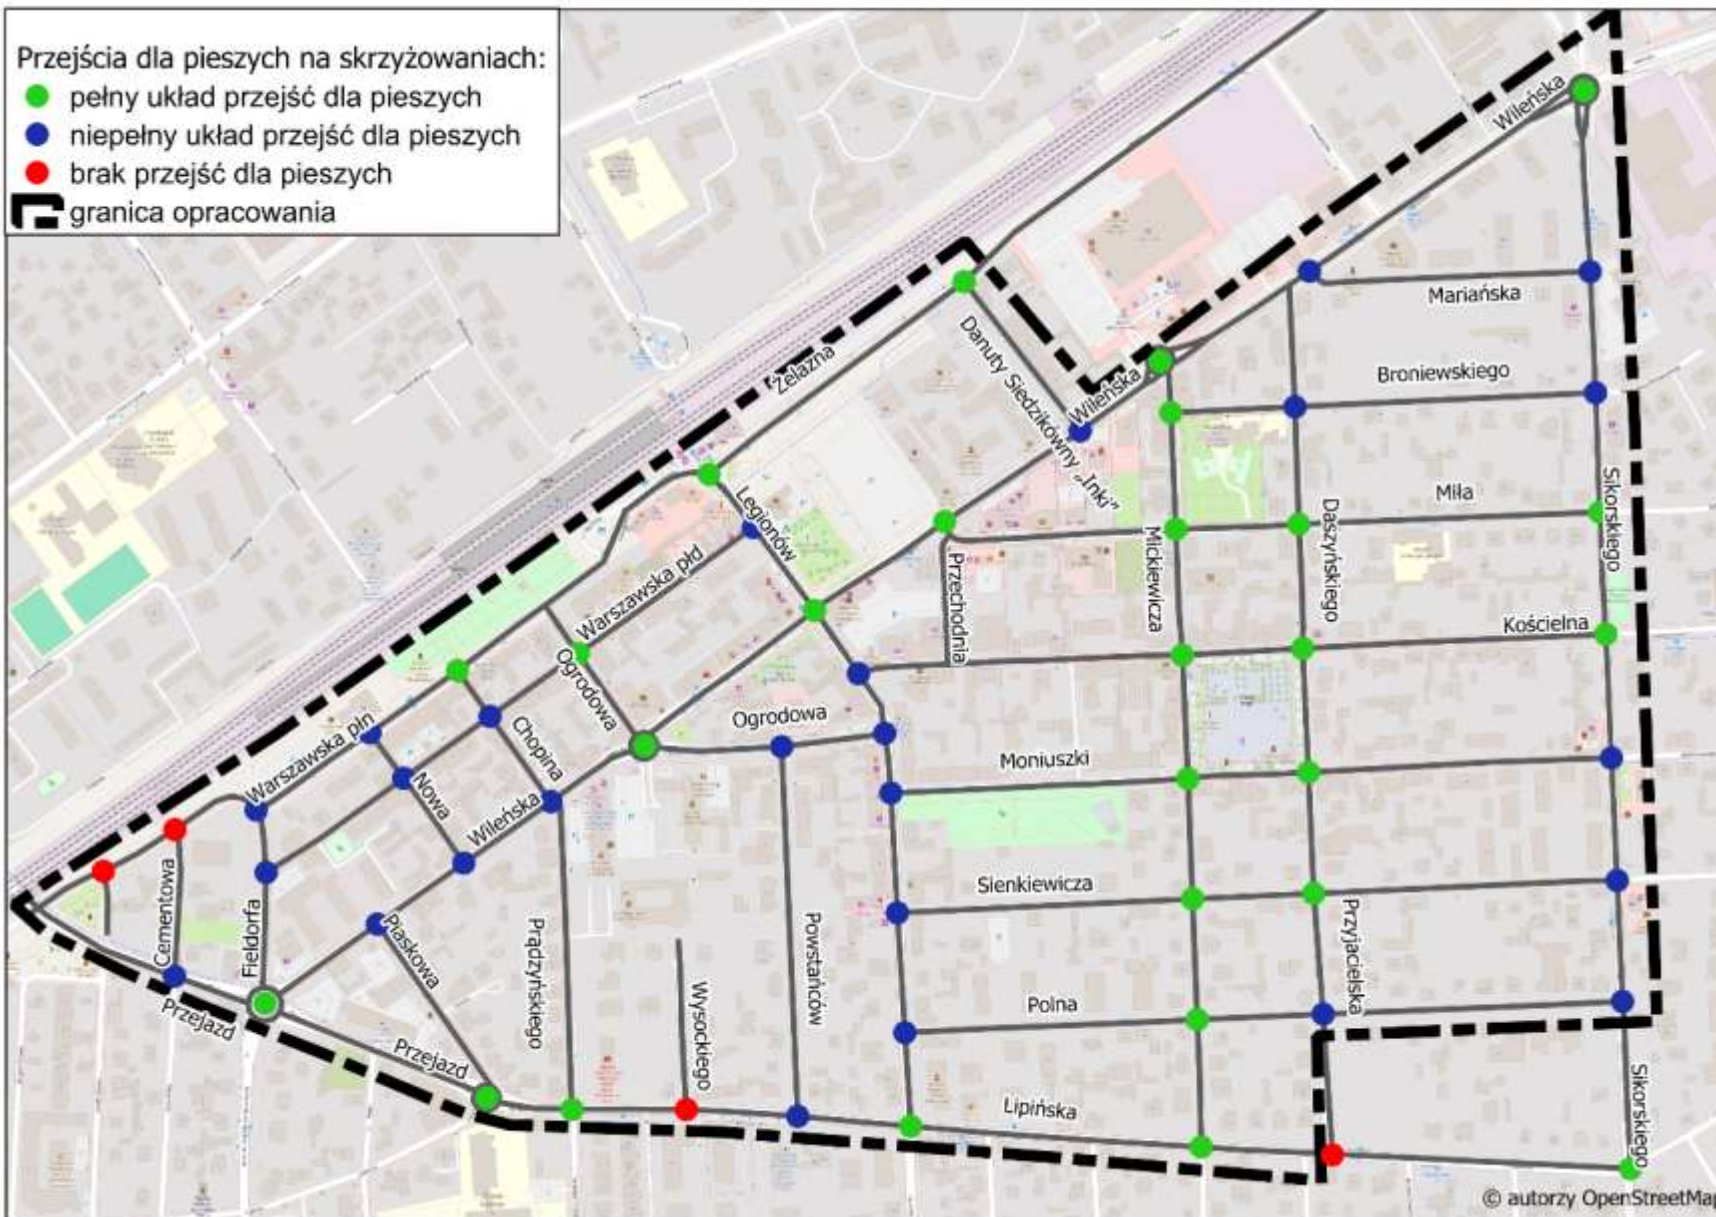 Przejścia dla pieszych na skrzyżowaniach:
pełny układ przejść dla pieszych
niepełny układ przejść dla pieszych
brak przejść dla pieszych
granica opracowania
Wileńska
Mariańska
Danuty Siedzikówny „Inki”
Żelazna
Wileńska
Broniewskiego
Legionów
Miła
Sikorskiego
Mickiewicza
Daszyńskiego
Warszawska płd
Przechodnia
Kościelna
Ogrodowa
Ogrodowa
Chopina
Warszawska płn
Moniuszki
Nowa
Wileńska
Sienkiewicza
Cementowa
Fieldorfa
Piaskowa
Prądzyńskiego
Powstańców
Przyjacielska
Wysockiego
Polna
Przejazd
Przejazd
Lipińska
Sikorskiego
© autorzy OpenStreetMap